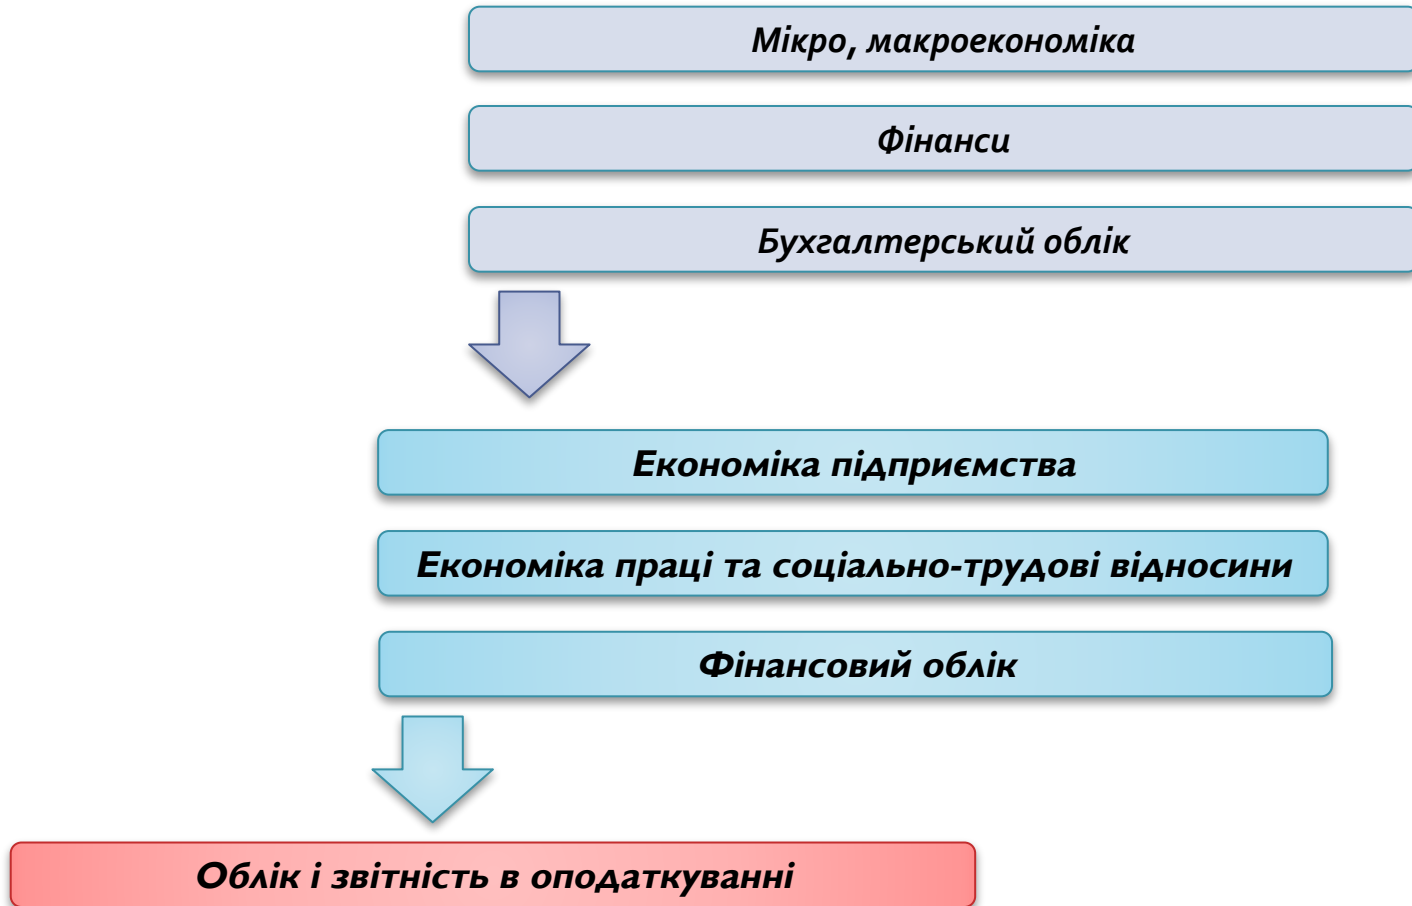 Мікро, макроекономіка
Фінанси
Бухгалтерський облік
Економіка підприємства
Економіка праці та соціально-трудові відносини
Фінансовий облік
Облік і звітність в оподаткуванні